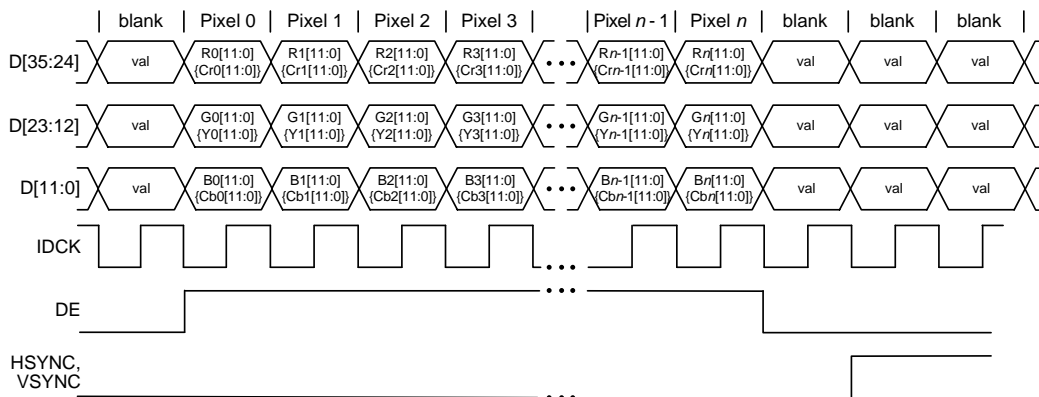 blank Pixel 0 Pixel 1 Pixel 2 Pixel 3 Pixel n - 1 Pixel n blank blank blank
D[35:24] val R0[11:0] R1[11:0] R2[11:0] R3[11:0] Rn-1[11:0] Rn[11:0] val val val
{Cr0[11:0]} {Cr1[11:0]} {Cr2[11:0]} {Cr3[11:0]} {Crn-1[11:0]} {Crn[11:0]}
D[23:12] val G0[11:0] G1[11:0] G2[11:0] G3[11:0] Gn-1[11:0] Gn[11:0] val val val
{Y0[11:0]} {Y1[11:0]} {Y2[11:0]} {Y3[11:0]} {Yn-1[11:0]} {Yn[11:0]}
D[11:0] val B0[11:0] B1[11:0] B2[11:0] B3[11:0] Bn-1[11:0] Bn[11:0] val val val
{Cb0[11:0]} {Cb1[11:0]} {Cb2[11:0]} {Cb3[11:0]} {Cbn-1[11:0]} {Cbn[11:0]}
IDCK
DE
HSYNC,
VSYNC